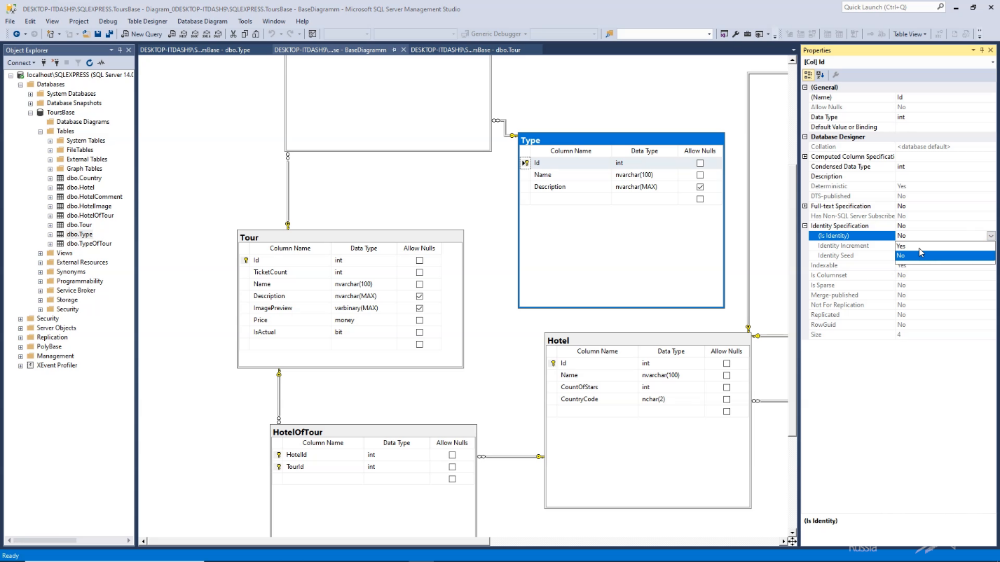 DESKTOP-ITDASH9\SQLEXPRESS.ToursBase - Diagram_0DESKTOP-ITDASH9\SQLEXPRESS.ToursBase - BaseDiagramm - Microsoft SQL Server Management Studio
Quick Launch (Ctrl+Q)
File Edit View Project Debug Table Designer Database Diagram Tools Window Help
New Query
Generic Debugger
Table View
Object Explorer
Connect
localhost\SQLEXPRESS (SQL Server 14.0
Databases
System Databases
Database Snapshots
ToursBase
Database Diagrams
Tables
System Tables
FileTables
External Tables
Graph Tables
dbo.Country
dbo.Hotel
dbo.HotelComment
dbo.HotelImage
dbo.HotelOfTour
dbo.Tour
dbo.Type
dbo.TypeOfTour
Views
External Resources
Synonyms
Programmability
Service Broker
Storage
Security
Security
Server Objects
Replication
PolyBase
Management
XEvent Profiler
DESKTOP-ITDASH9\S...rsBase - dbo.Type
DESKTOP-ITDASH9\...se - BaseDiagramm
DESKTOP-ITDASH9\S...rsBase - dbo.Tour
Type
Column Name Data Type Allow Nulls
Id int
Name nvarchar(100)
Description nvarchar(MAX)
Tour
Column Name Data Type Allow Nulls
Id int
TicketCount int
Name nvarchar(100)
Description nvarchar(MAX)
ImagePreview varbinary(MAX)
Price money
IsActual bit
Hotel
Column Name Data Type Allow Nulls
Id int
Name nvarchar(100)
CountOfStars int
CountryCode nchar(2)
HotelOfTour
Column Name Data Type Allow Nulls
HotelId int
TourId int
Properties
[Col] Id
(General)
(Name) Id
Allow Nulls No
Data Type int
Default Value or Binding
Database Designer
Collation <database default>
Computed Column Specificati
Condensed Data Type int
Description
Deterministic Yes
DTS-published No
Full-text Specification No
Has Non-SQL Server Subscribe No
Identity Specification No
(Is Identity) No
Identity Increment Yes
Identity Seed No
Indexable Yes
Is Columnset No
Is Sparse No
Merge-published No
Not For Replication No
Replicated No
RowGuid No
Size 4
(Is Identity)
Russia
Ready